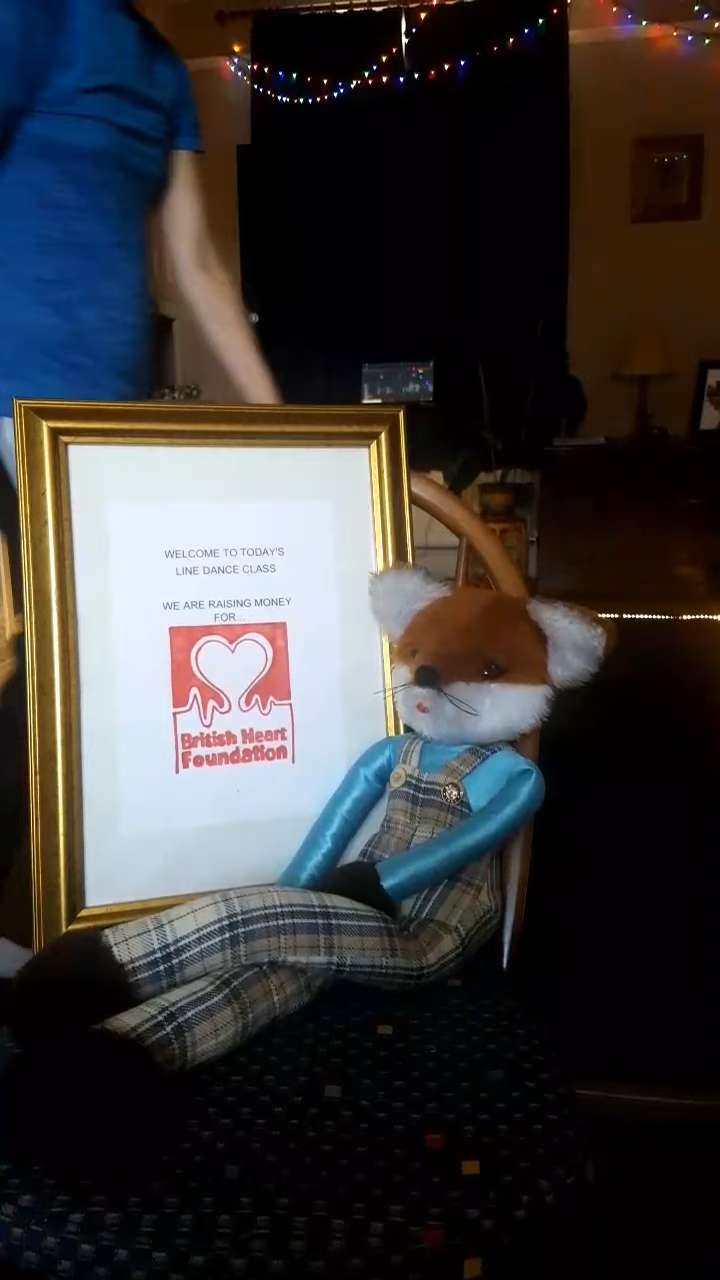 WELCOME TO TODAY'S
LINE DANCE CLASS
WE ARE RAISING MONEY
FOR...
British Heart
Foundation